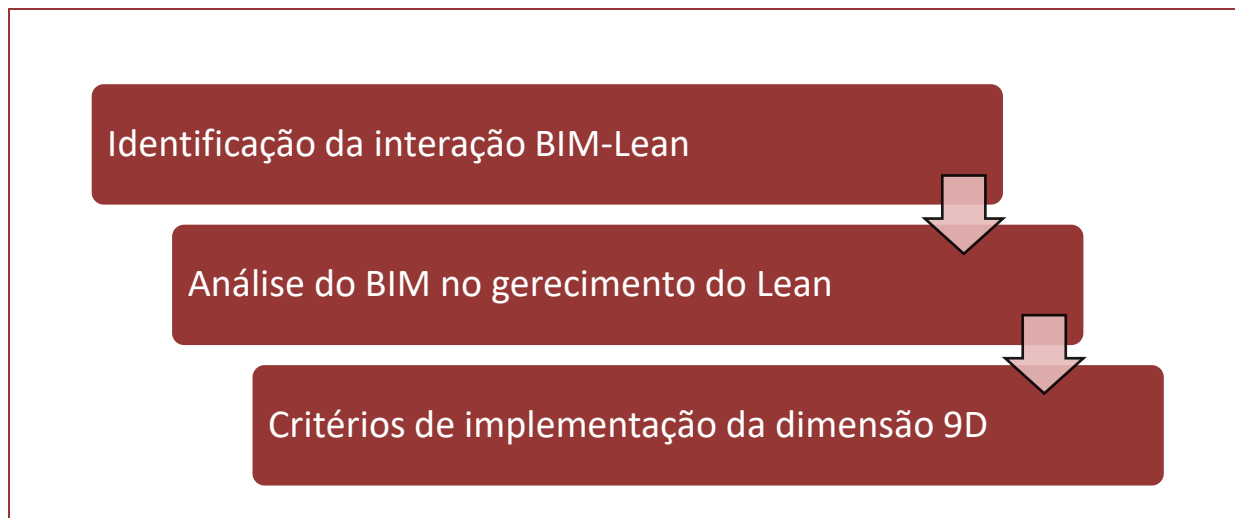 Identificação da interação BIM-Lean
Análise do BIM no gerecimento do Lean
Critérios de implementação da dimensão 9D